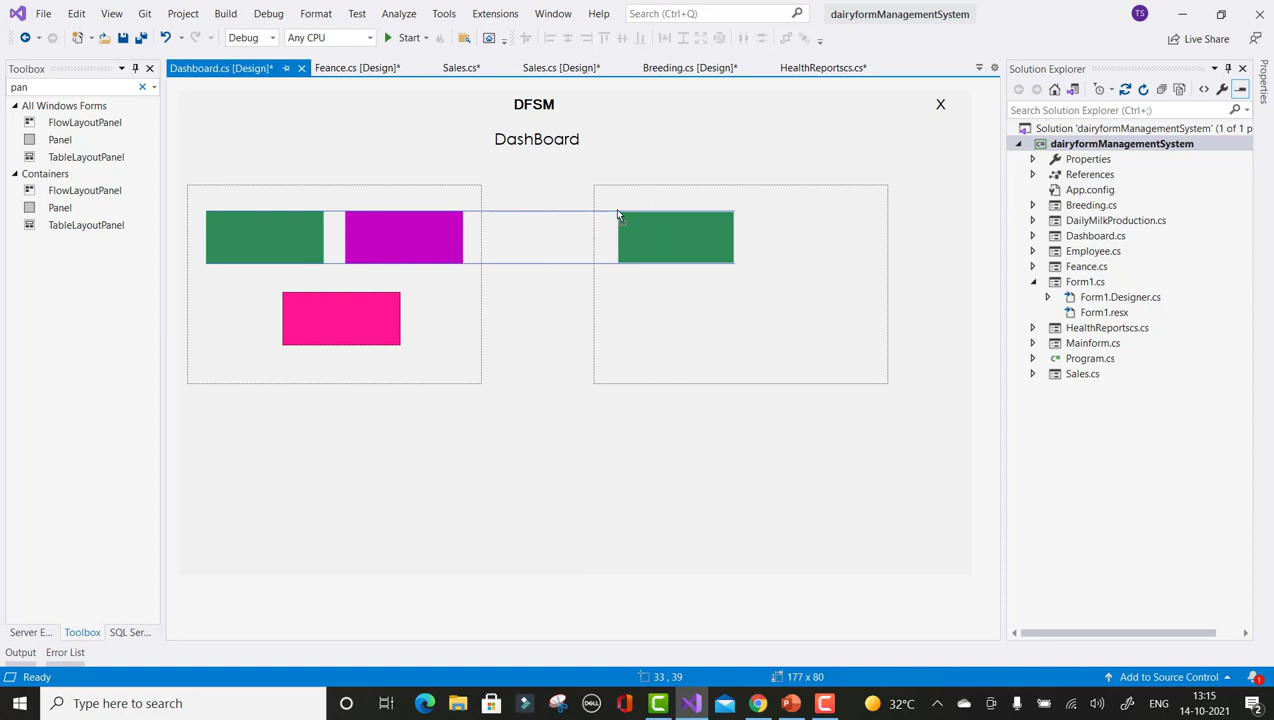 File Edit View Git Project Build Debug Format Test Analyze Tools Extensions Window Help Search (Ctrl+Q) dairyformManagementSystem TS
Debug Any CPU Start Live Share
Toolbox
pan
All Windows Forms
FlowLayoutPanel
Panel
TableLayoutPanel
Containers
FlowLayoutPanel
Panel
TableLayoutPanel
Server E... Toolbox SQL Ser...
Output Error List
Dashboard.cs [Design]* Feance.cs [Design]* Sales.cs* Sales.cs [Design]* Breeding.cs [Design]* HealthReportscs.cs*
DFSM X
DashBoard
Solution Explorer
Search Solution Explorer (Ctrl+;)
Solution 'dairyformManagementSystem' (1 of 1 p
dairyformManagementSystem
Properties
References
App.config
Breeding.cs
DailyMilkProduction.cs
Dashboard.cs
Employee.cs
Feance.cs
Form1.cs
Form1.Designer.cs
Form1.resx
HealthReportscs.cs
Mainform.cs
Program.cs
Sales.cs
Properties
Ready 33 , 39 177 x 80 Add to Source Control 1
Type here to search DELL 32°C ENG 13:15
14-10-2021 2